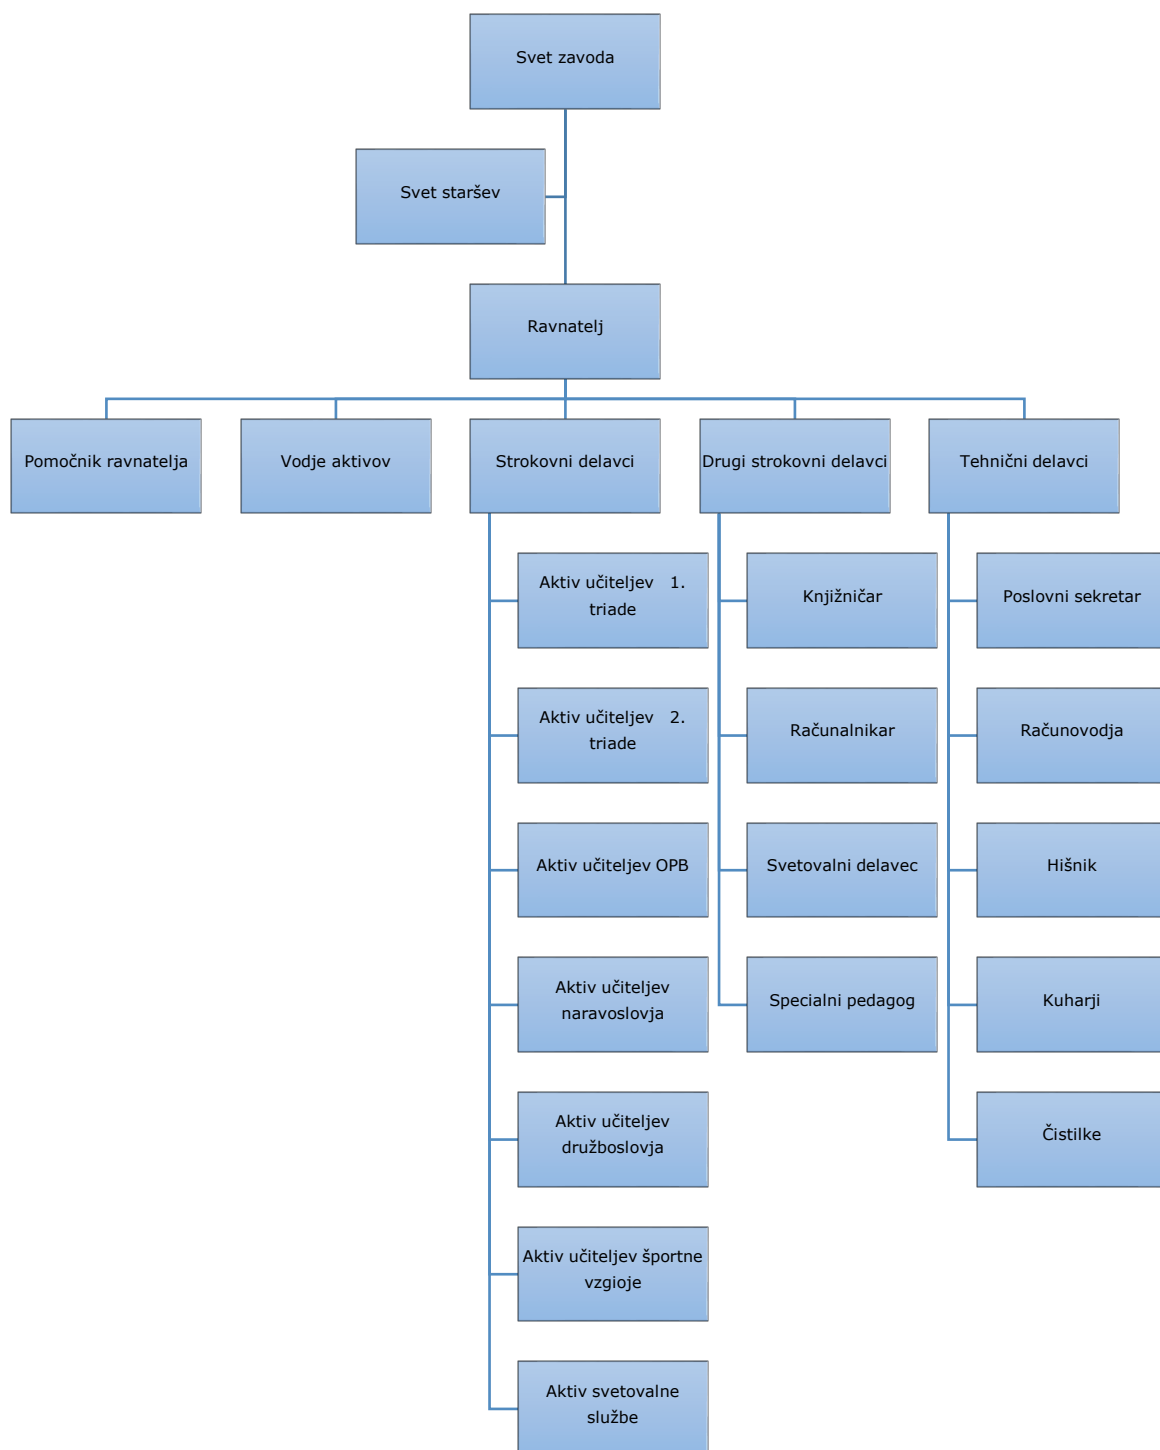 Svet zavoda
Svet staršev
Ravnatelj
Pomočnik ravnatelja
Vodje aktivov
Strokovni delavci
Drugi strokovni delavci
Tehnični delavci
Aktiv učiteljev 1.
triade
Aktiv učiteljev 2.
triade
Aktiv učiteljev OPB
Aktiv učiteljev
naravoslovja
Aktiv učiteljev
družboslovja
Aktiv učiteljev športne
vzgioje
Aktiv svetovalne
službe
Knjižničar
Računalnikar
Svetovalni delavec
Specialni pedagog
Poslovni sekretar
Računovodja
Hišnik
Kuharji
Čistilke